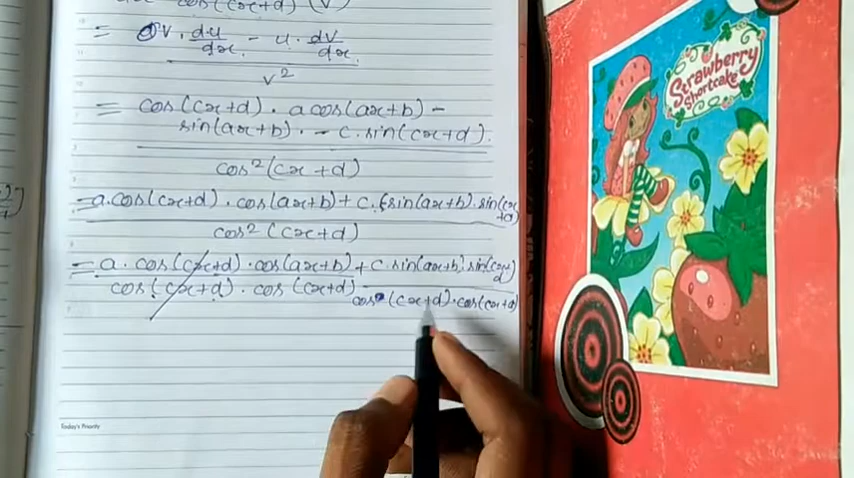 cos(cx+d) (v)
= v. du/dx - u. dv/dx
v²
= cos(cx+d) . a cos(ax+b) -
sin(ax+b) . - c. sin(cx+d).
cos²(cx+d)
= a.cos(cx+d) . cos(ax+b) + c. sin(ax+b). sin(cx+d)
cos²(cx+d)
= a. cos(cx+d) . cos(ax+b) + c. sin(ax+b) sin(cx+d)
cos(cx+d) . cos(cx+d) cos (cx+d). cos(cx+d)
Today's Priority
Strawberry
Shortcake